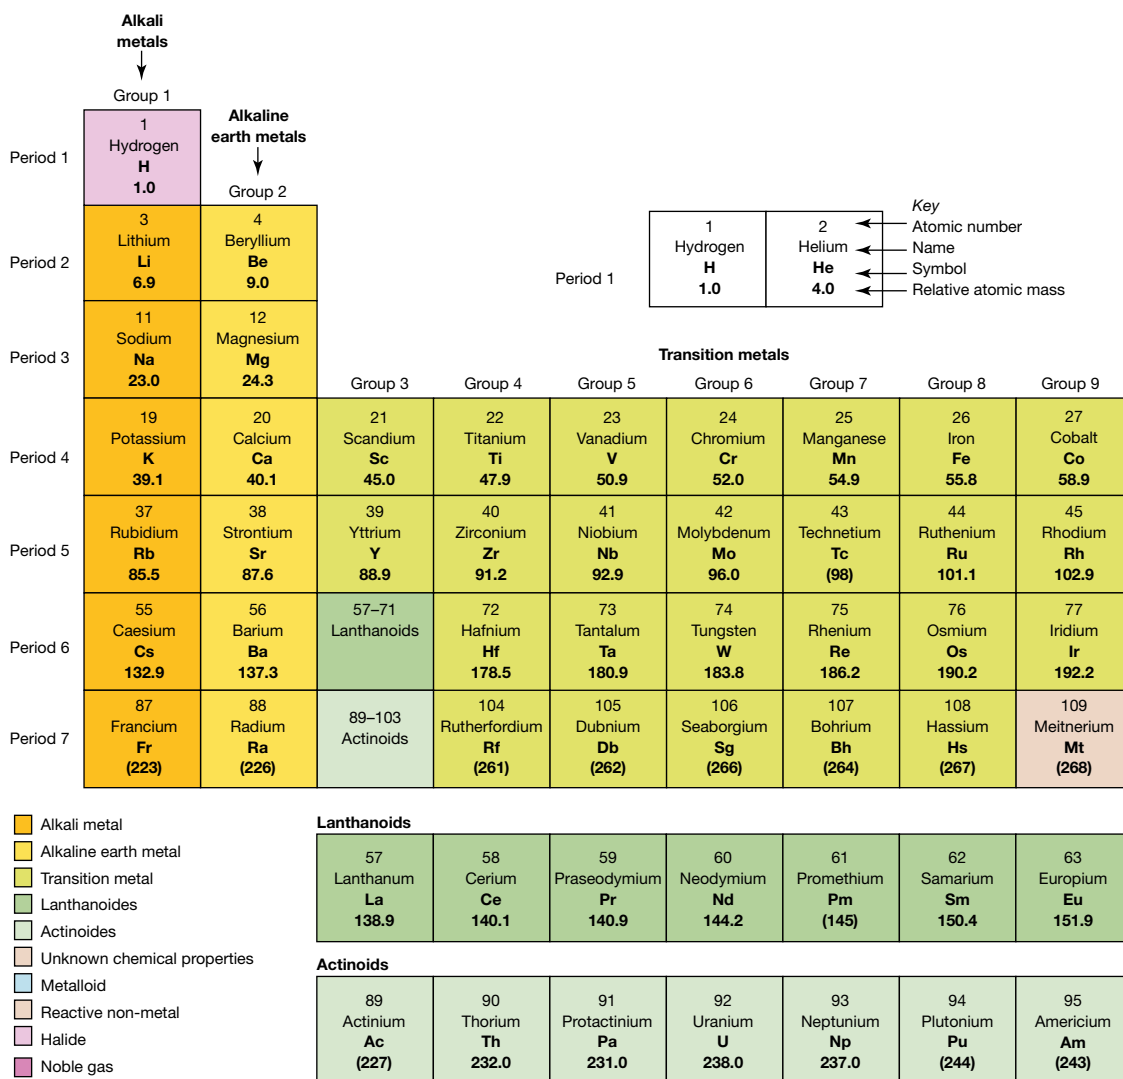 Alkali
metals
Group 1
Alkaline
earth metals
Group 2
Period 1
1
Hydrogen
H
1.0
Key
1
Hydrogen
H
1.0
2
Helium
He
4.0
Atomic number
Name
Symbol
Relative atomic mass
Period 1
Period 2
3
Lithium
Li
6.9
4
Beryllium
Be
9.0
Period 3
11
Sodium
Na
23.0
12
Magnesium
Mg
24.3
Transition metals
Group 3
Group 4
Group 5
Group 6
Group 7
Group 8
Group 9
Period 4
19
Potassium
K
39.1
20
Calcium
Ca
40.1
21
Scandium
Sc
45.0
22
Titanium
Ti
47.9
23
Vanadium
V
50.9
24
Chromium
Cr
52.0
25
Manganese
Mn
54.9
26
Iron
Fe
55.8
27
Cobalt
Co
58.9
Period 5
37
Rubidium
Rb
85.5
38
Strontium
Sr
87.6
39
Yttrium
Y
88.9
40
Zirconium
Zr
91.2
41
Niobium
Nb
92.9
42
Molybdenum
Mo
96.0
43
Technetium
Tc
(98)
44
Ruthenium
Ru
101.1
45
Rhodium
Rh
102.9
Period 6
55
Caesium
Cs
132.9
56
Barium
Ba
137.3
57–71
Lanthanoids
72
Hafnium
Hf
178.5
73
Tantalum
Ta
180.9
74
Tungsten
W
183.8
75
Rhenium
Re
186.2
76
Osmium
Os
190.2
77
Iridium
Ir
192.2
Period 7
87
Francium
Fr
(223)
88
Radium
Ra
(226)
89–103
Actinoids
104
Rutherfordium
Rf
(261)
105
Dubnium
Db
(262)
106
Seaborgium
Sg
(266)
107
Bohrium
Bh
(264)
108
Hassium
Hs
(267)
109
Meitnerium
Mt
(268)
Alkali metal
Alkaline earth metal
Transition metal
Lanthanoides
Actinoides
Unknown chemical properties
Metalloid
Reactive non-metal
Halide
Noble gas
Lanthanoids
57
Lanthanum
La
138.9
58
Cerium
Ce
140.1
59
Praseodymium
Pr
140.9
60
Neodymium
Nd
144.2
61
Promethium
Pm
(145)
62
Samarium
Sm
150.4
63
Europium
Eu
151.9
Actinoids
89
Actinium
Ac
(227)
90
Thorium
Th
232.0
91
Protactinium
Pa
231.0
92
Uranium
U
238.0
93
Neptunium
Np
237.0
94
Plutonium
Pu
(244)
95
Americium
Am
(243)